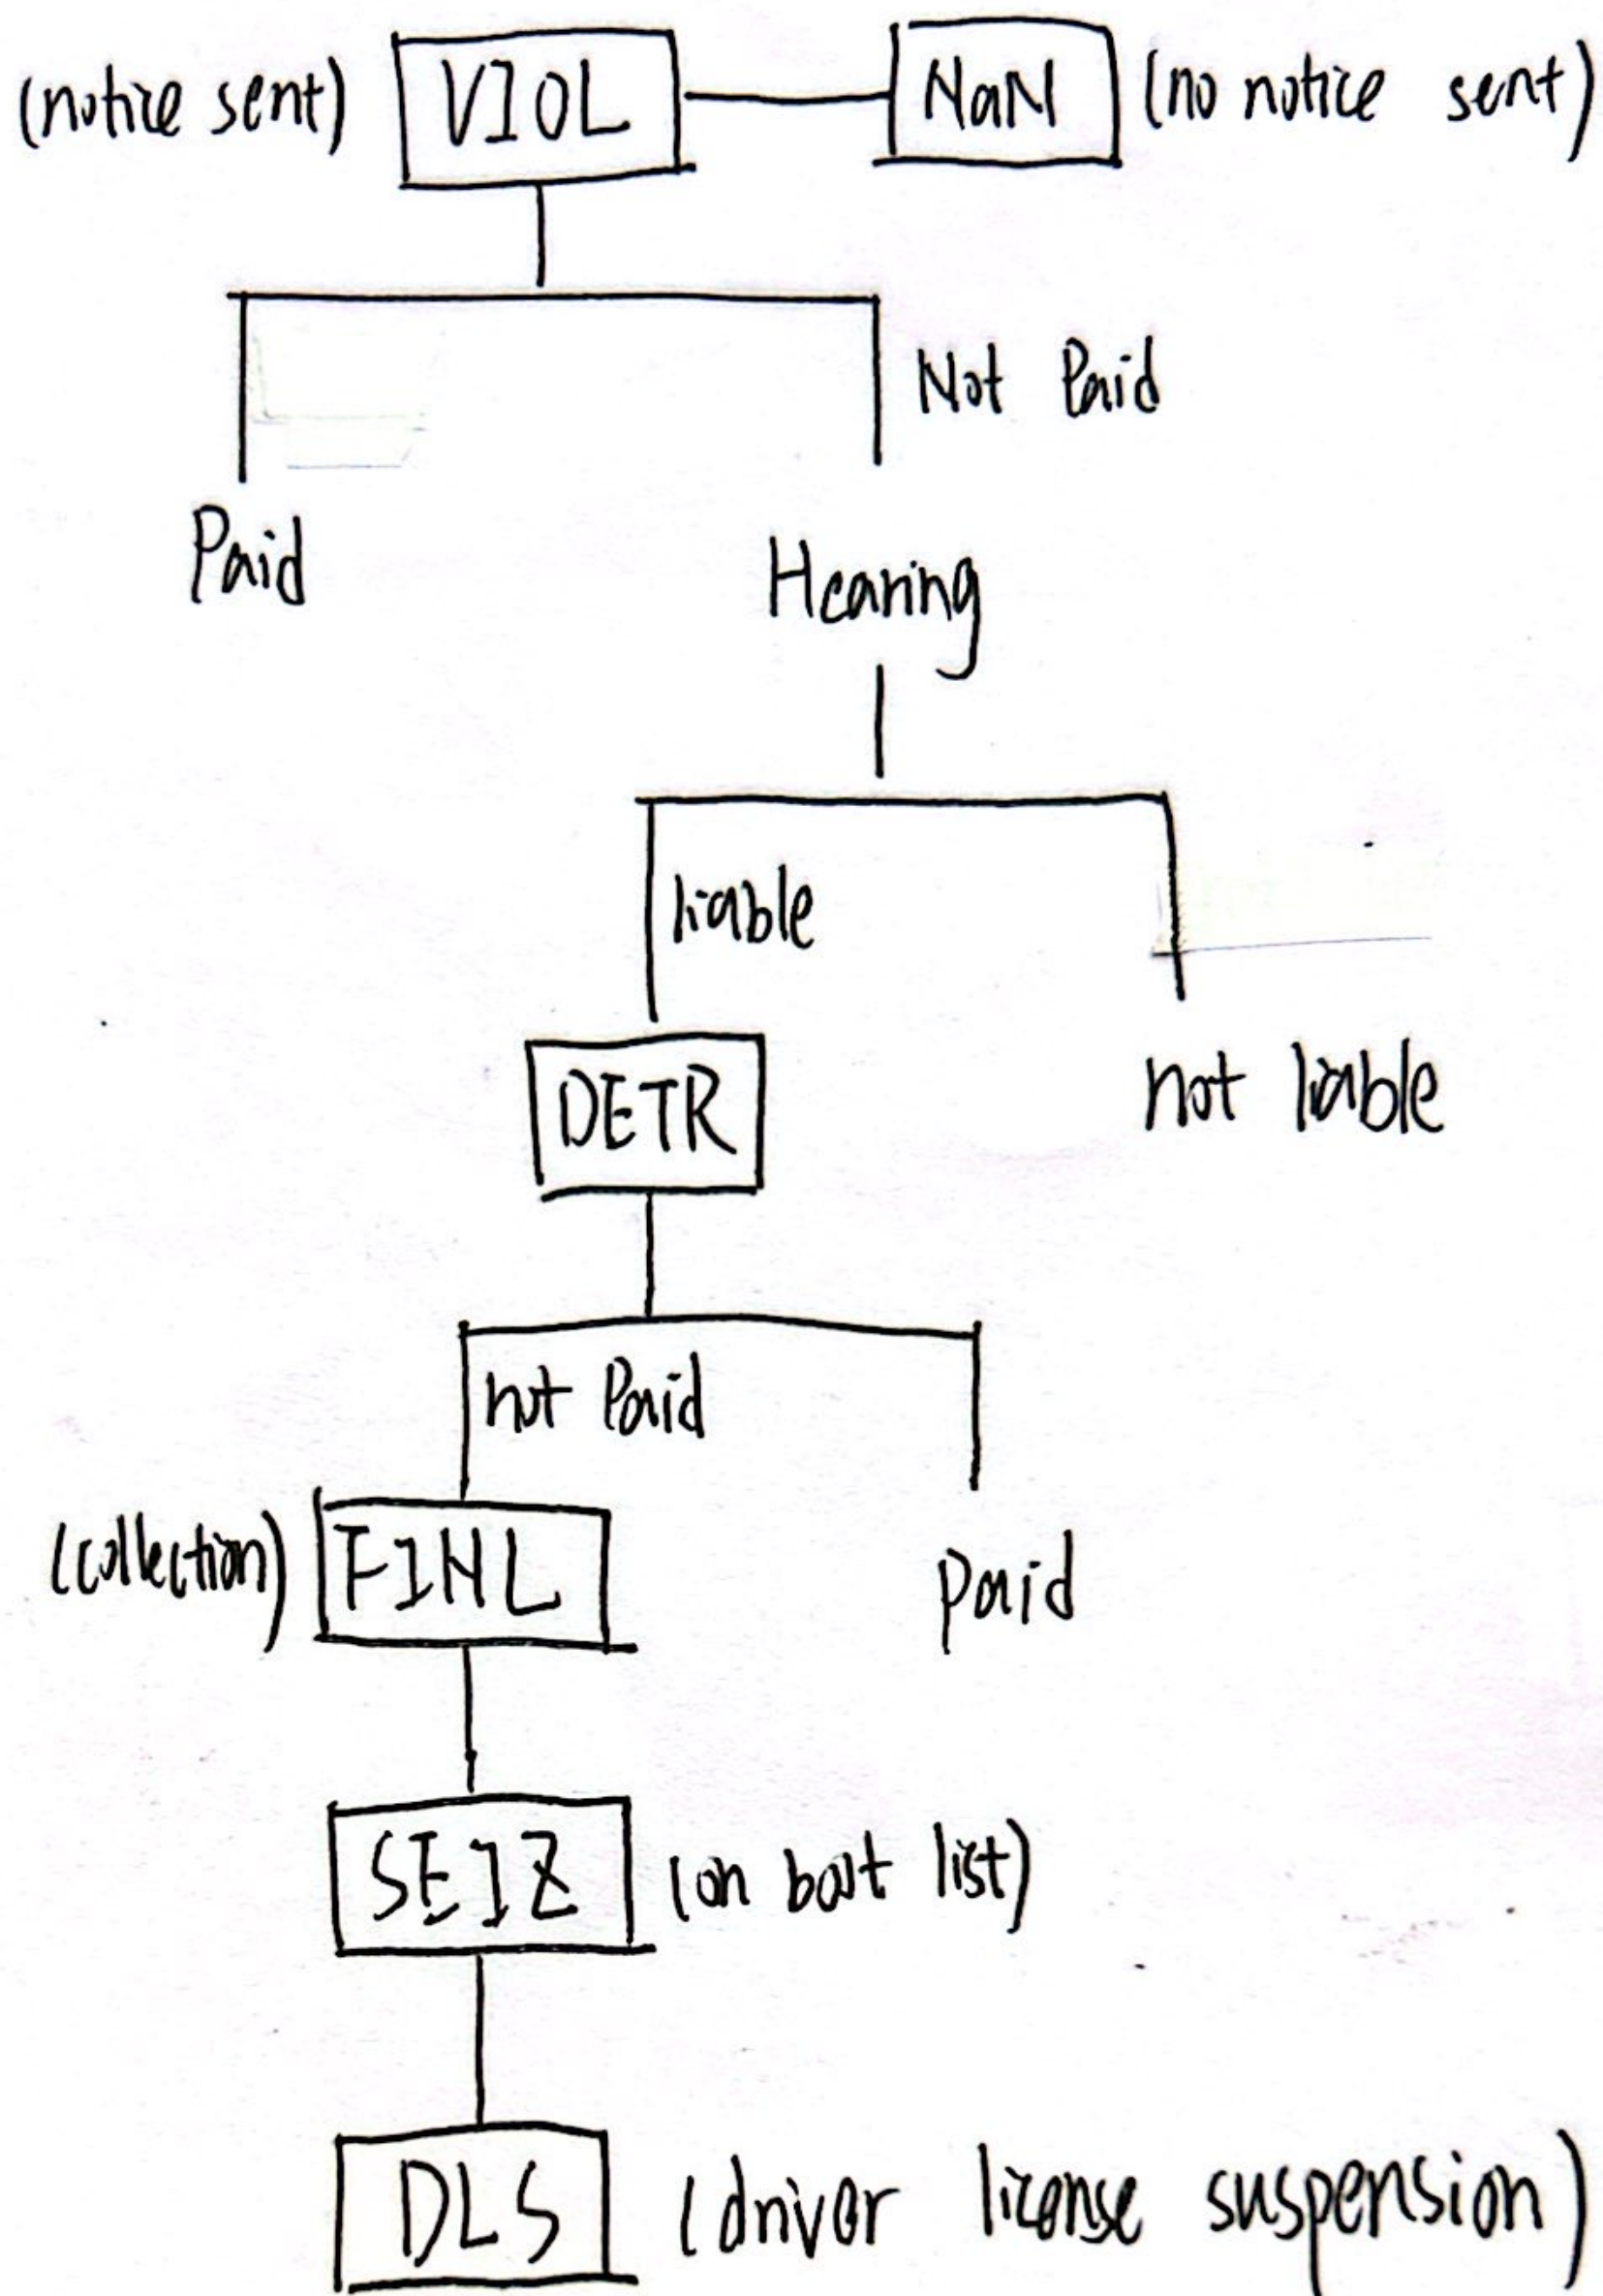 (notice sent) VIOL NaN (no notice sent)
Not Paid
Paid
Hearing
liable
DETR
not liable
not Paid
(collection) FINL
Paid
SEIZ (on boot list)
DLS (driver license suspension)